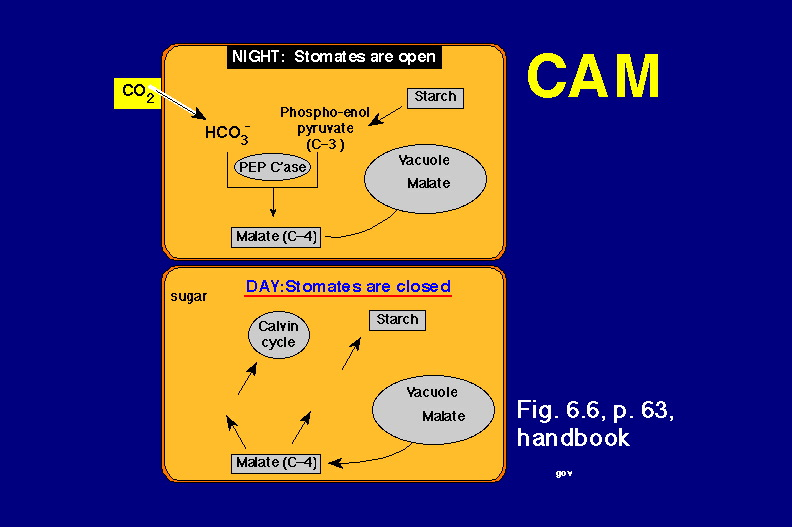 NIGHT: Stomates are open
CAM
CO2
Starch
Phospho-enol
pyruvate
(C-3)
HCO3-
PEP C'ase
Vacuole
Malate
Malate (C-4)
DAY:Stomates are closed
sugar
Calvin
cycle
Starch
Vacuole
Malate
Malate (C-4)
Fig. 6.6, p. 63,
handbook
gov